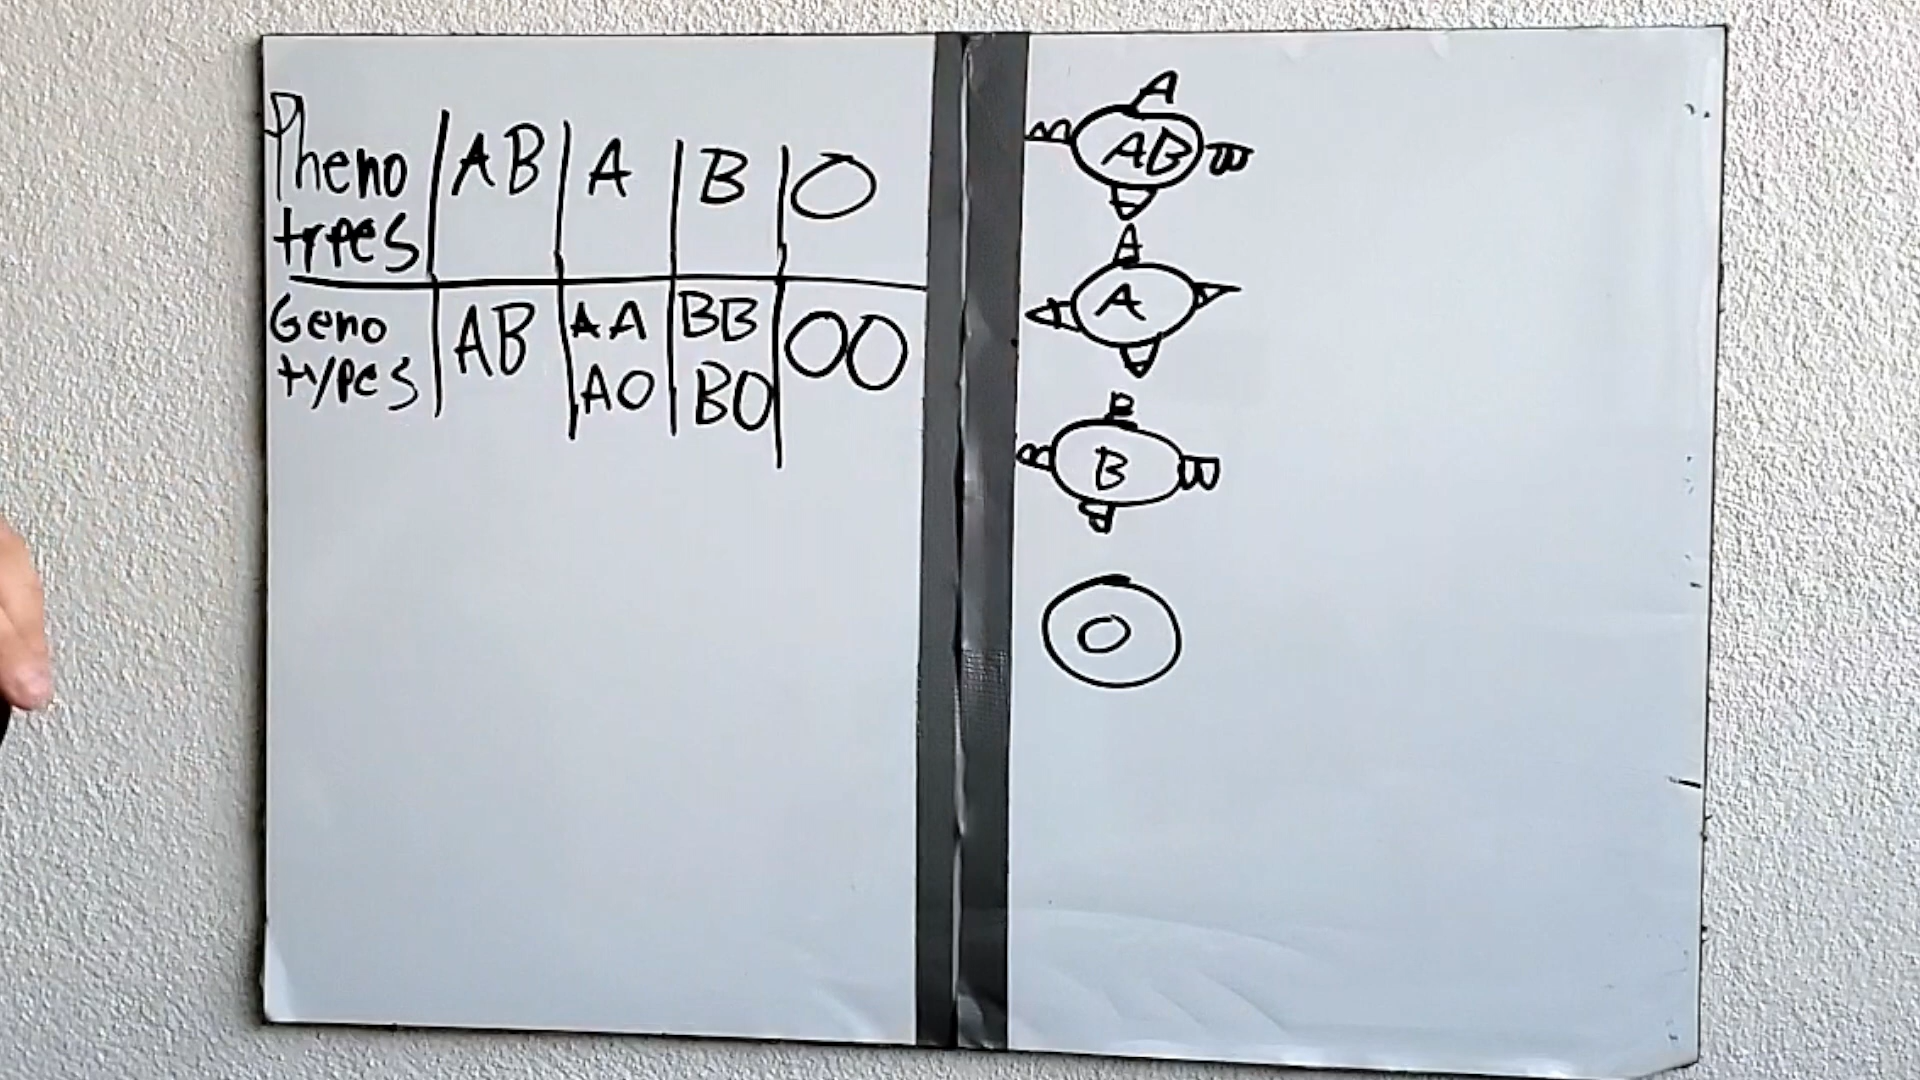 Pheno AB A B O
types
Geno AB AA BB OO
types AO BO
A
B AB B
A
A
A A A
A
B
B B B
B
O